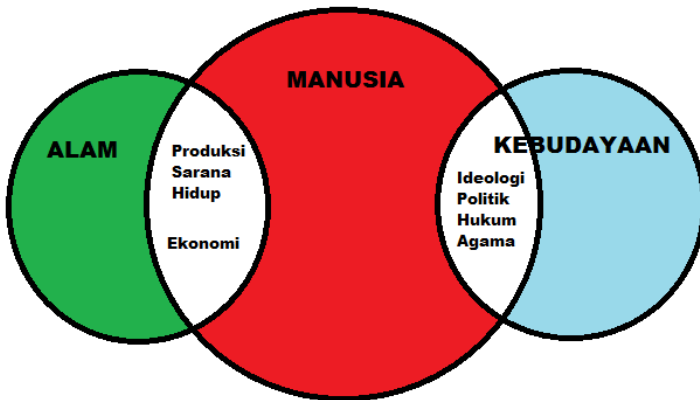 MANUSIA
ALAM
KEBUDAYAAN
Produksi
Sarana
Hidup
Ekonomi
Ideologi
Politik
Hukum
Agama